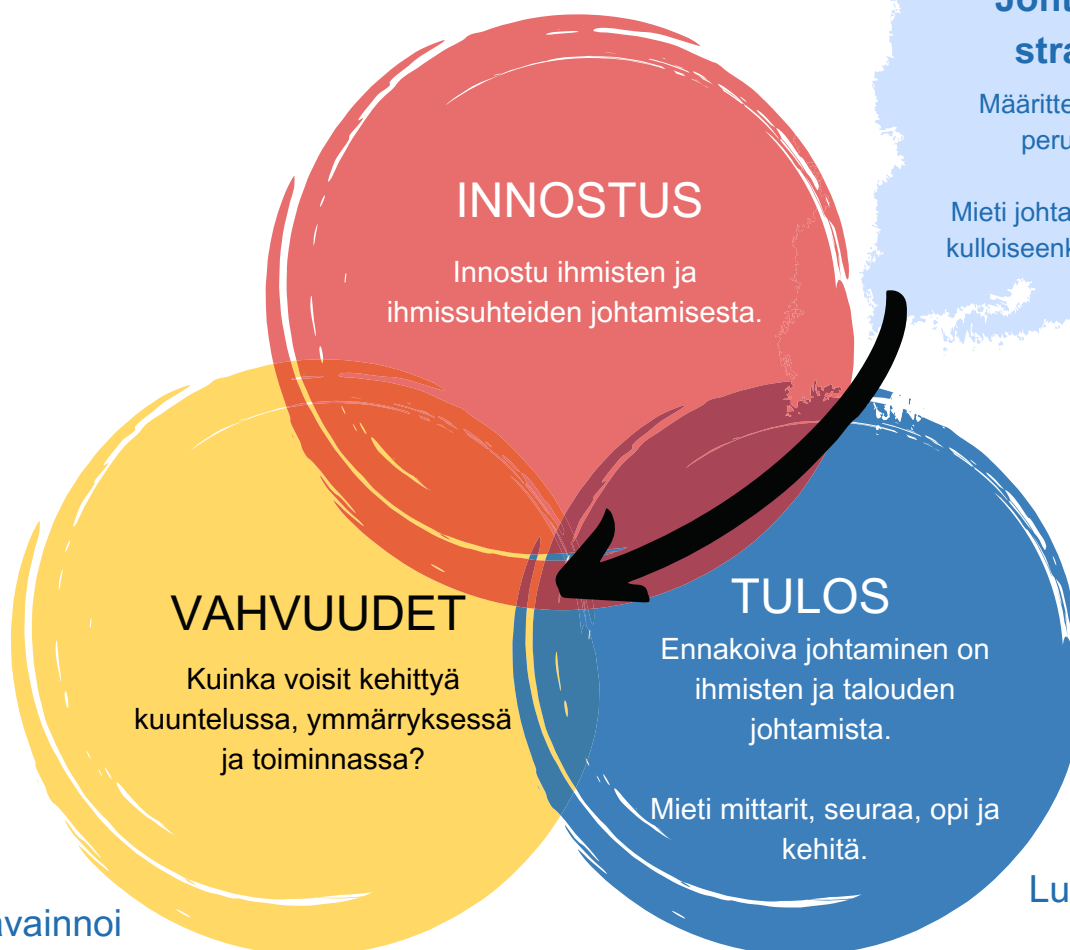 INNOSTUS
Innostu ihmisten ja
ihmissuhteiden johtamisesta.
Mieti
VAHVUUDET
Kuinka voisit kehittyä
kuuntelussa, ymmärryksessä
ja toiminnassa?
TULOS
Ennakoiva johtaminen on
ihmisten ja talouden
johtamista.
Mieti mittarit, seuraa, opi ja
kehitä.